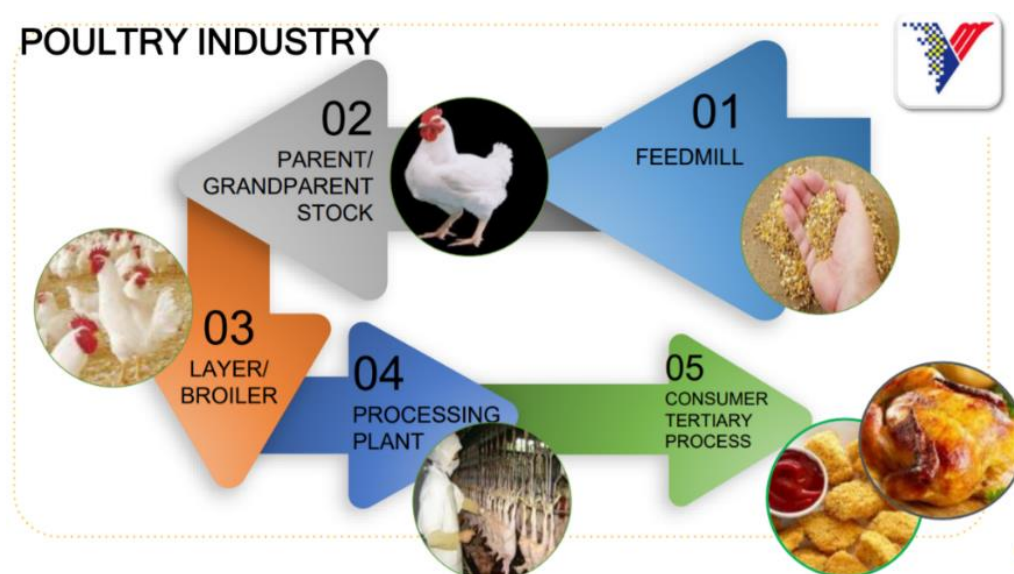 POULTRY INDUSTRY
01
FEEDMILL
02
PARENT/
GRANDPARENT
STOCK
03
LAYER/
BROILER
04
PROCESSING
PLANT
05
CONSUMER
TERTIARY
PROCESS